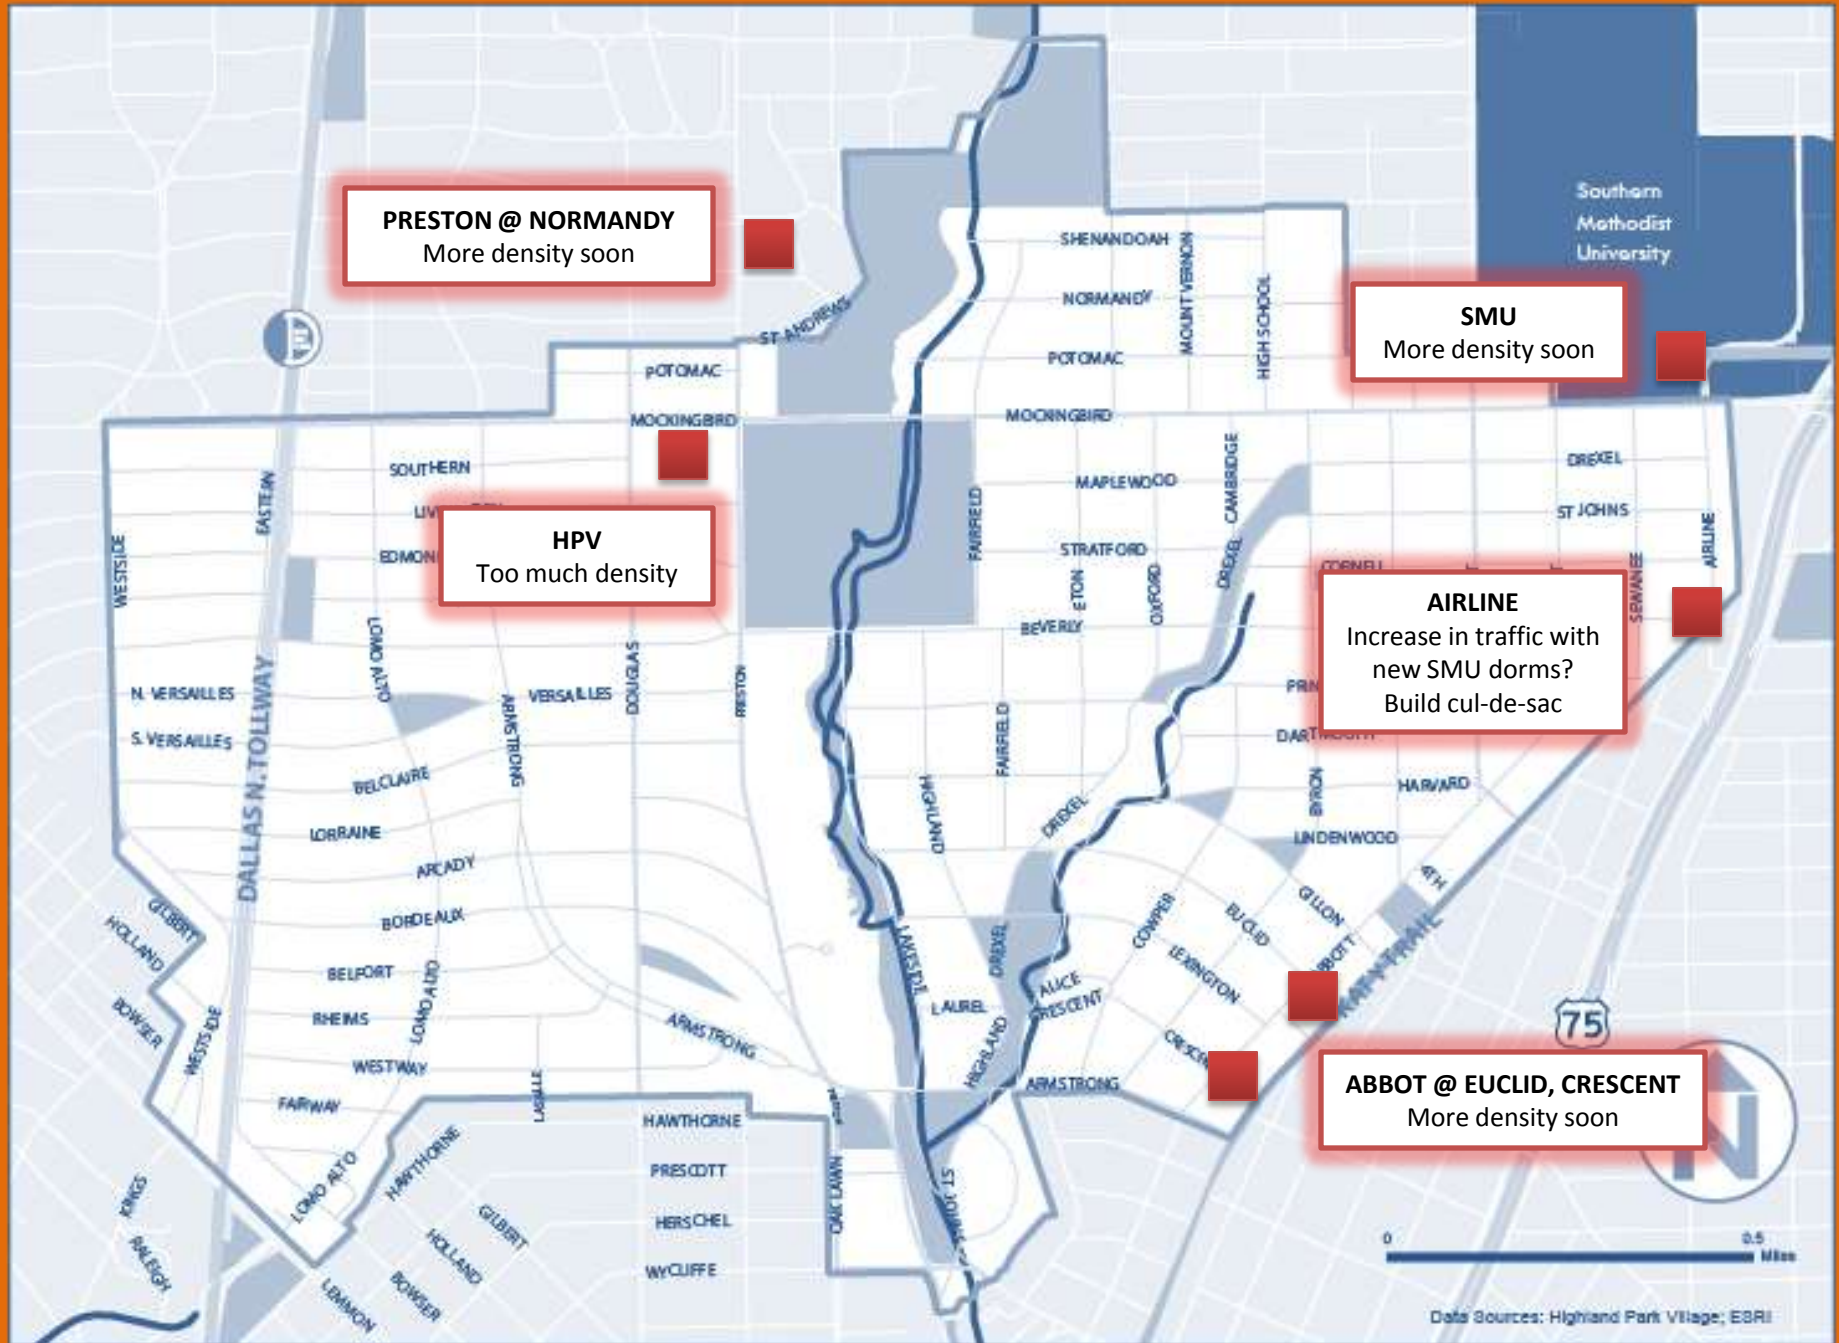 PRESTON @ NORMANDY
More density soon
Southern
Methodist
University
SHENANDOAH
MOUNT VERNON
HIGH SCHOOL
NORMANDY
SMU
More density soon
ST ANDREWS
POTOMAC
POTOMAC
MOCKINGBIRD
MOCKINGBIRD
SOUTHERN
DREXEL
CAMBRIDGE
MAPLEWOOD
EASTERN
FAIRFIELD
ST JOHNS
AIRLINE
HPV
Too much density
WESTSIDE
STRATFORD
DREXEL
ETON
OXFORD
SEWANEE
AIRLINE
Increase in traffic with
new SMU dorms?
Build cul-de-sac
BEVERLY
LOMO ALTO
DOUGLAS
PRESTON
N. VERSAILLES
VERSAILLES
ARMSTRONG
S. VERSAILLES
FAIRFIELD
DALLAS N. TOLLWAY
BELCLAIRE
HIGHLAND
BYRON
HARVARD
DREXEL
LORRAINE
LINDENWOOD
ARCADY
4TH
GILLON
GILBERT
BORDEAUX
EUCLID
COWPER
HOLLAND
LAKESIDE
DREXEL
LEXINGTON
BELFORT
LOMO ALTO
ALICE
LAUREL
CRESCENT
BOWSER
RHEIMS
ARMSTRONG
75
WESTSIDE
WESTWAY
HIGHLAND
ARMSTRONG
LASALLE
FAIRWAY
ABBOT @ EUCLID, CRESCENT
More density soon
N
HAWTHORNE
HAWTHORNE
LOMO ALTO
PRESCOTT
OAK LAWN
ST. JOHNS
KINGS
GILBERT
HERSCHEL
RALEIGH
HOLLAND
WYCLIFFE
LEMMON
BOWSER
0
0.5
Miles
Data Sources: Highland Park Village; ESRI